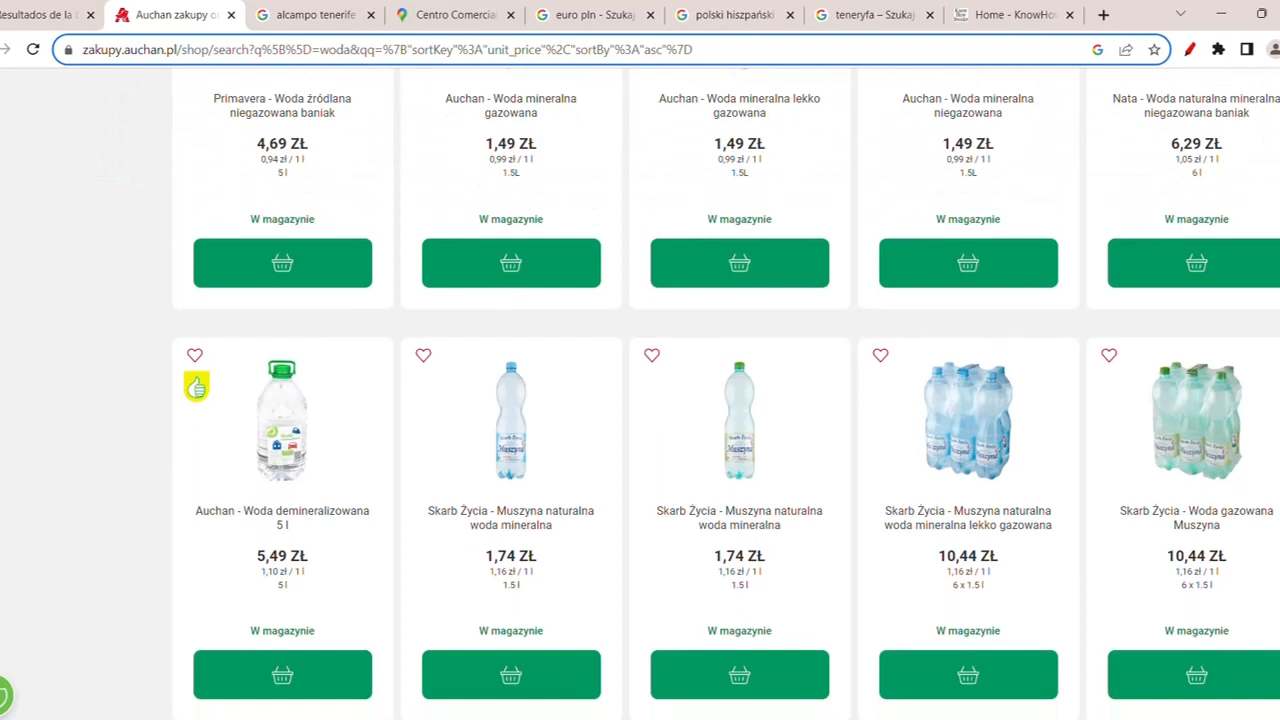 Resultados de la b
Auchan zakupy o
alcampo tenerife
Centro Comercia
euro pln - Szukaj
polski hiszpański
teneryfa – Szukaj
Home - KnowHo
zakupy.auchan.pl/shop/search?q%5B%5D=woda&qq=%7B"sortKey"%3A"unit_price"%2C"sortBy"%3A"asc"%7D
Primavera - Woda źródlana
niegazowana baniak
4,69 ZŁ
0,94 zł / 1 l
5 l
W magazynie
Auchan - Woda mineralna
gazowana
1,49 ZŁ
0,99 zł / 1 l
1.5L
W magazynie
Auchan - Woda mineralna lekko
gazowana
1,49 ZŁ
0,99 zł / 1 l
1.5L
W magazynie
Auchan - Woda mineralna
niegazowana
1,49 ZŁ
0,99 zł / 1 l
1.5L
W magazynie
Nata - Woda naturalna mineralna
niegazowana baniak
6,29 ZŁ
1,05 zł / 1 l
6 l
W magazynie
Auchan - Woda demineralizowana
5 l
5,49 ZŁ
1,10 zł / 1 l
5 l
W magazynie
Skarb Życia - Muszyna naturalna
woda mineralna
1,74 ZŁ
1,16 zł / 1 l
1.5 l
W magazynie
Skarb Życia - Muszyna naturalna
woda mineralna
1,74 ZŁ
1,16 zł / 1 l
1.5 l
W magazynie
Skarb Życia - Muszyna naturalna
woda mineralna lekko gazowana
10,44 ZŁ
1,16 zł / 1 l
6 x 1.5 l
W magazynie
Skarb Życia - Woda gazowana
Muszyna
10,44 ZŁ
1,16 zł / 1 l
6 x 1.5 l
W magazynie